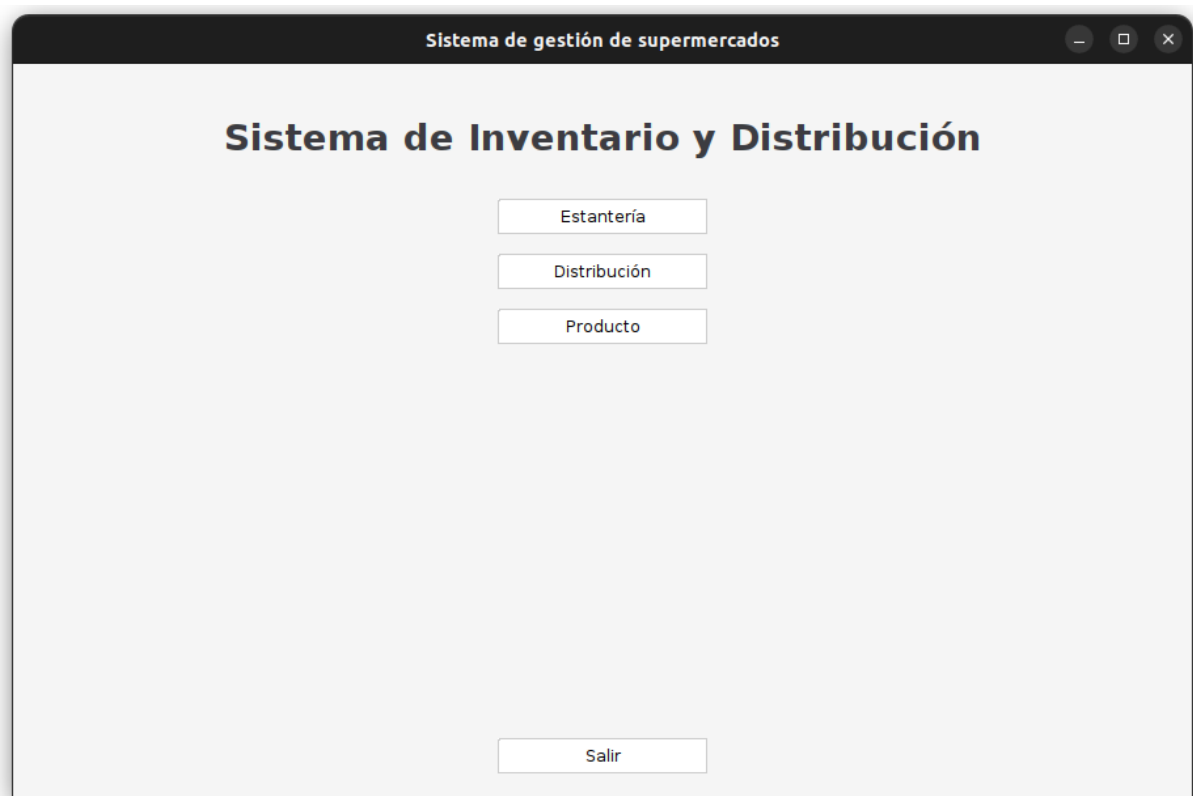 Sistema de gestión de supermercados
Sistema de Inventario y Distribución
Estantería
Distribución
Producto
Salir